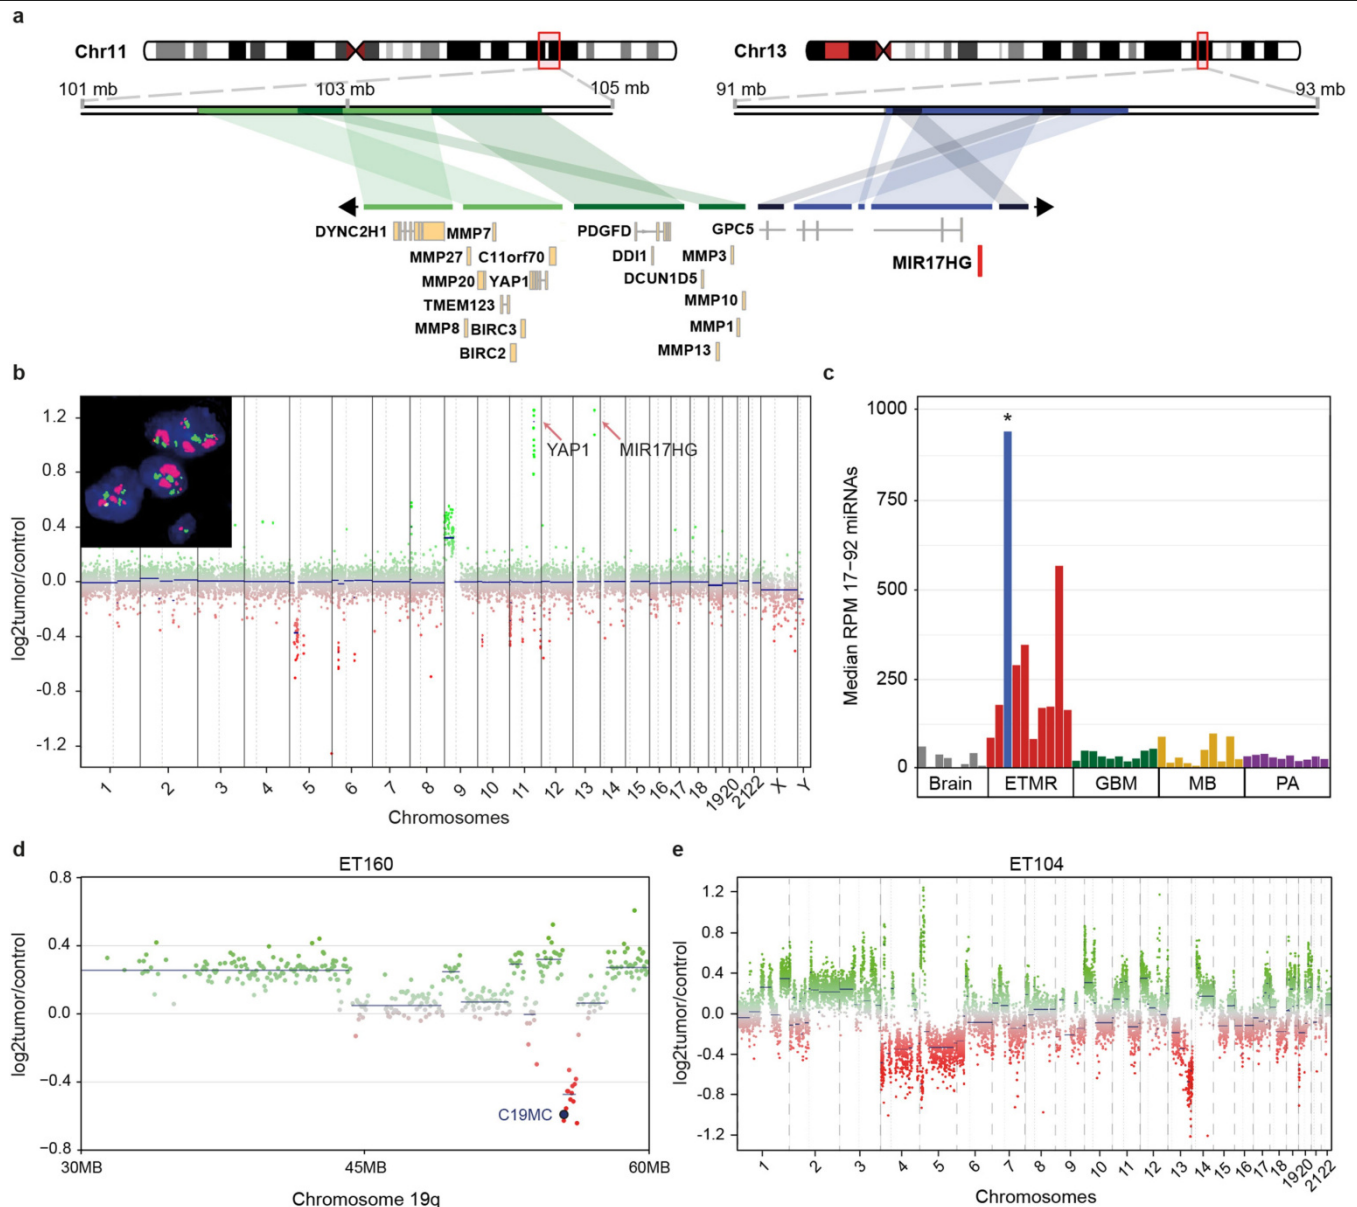 a
Chr11
Chr13
101 mb
103 mb
105 mb
91 mb
93 mb
DYNC2H1
MMP7
PDGFD
GPC5
MMP27
C11orf70
DDI1
MMP3
MIR17HG
MMP20
YAP1
DCUN1D5
TMEM123
MMP10
MMP8
BIRC3
MMP1
BIRC2
MMP13
b
log2tumor/control
1.2
0.8
0.4
0.0
-0.4
-0.8
-1.2
YAP1
MIR17HG
1 2 3 4 5 6 7 8 9 10 11 12 13 14 15 16 17 18 19 20 21 22 X Y
Chromosomes
c
Median RPM 17–92 miRNAs
1000
750
500
250
0
*
Brain
ETMR
GBM
MB
PA
d
ET160
log2tumor/control
0.8
0.4
0.0
−0.4
−0.8
C19MC
30MB
45MB
60MB
Chromosome 19q
e
ET104
log2tumor/control
1.2
0.8
0.4
0.0
-0.4
-0.8
-1.2
1 2 3 4 5 6 7 8 9 10 11 12 13 14 15 16 17 18 19 20 21 22
Chromosomes